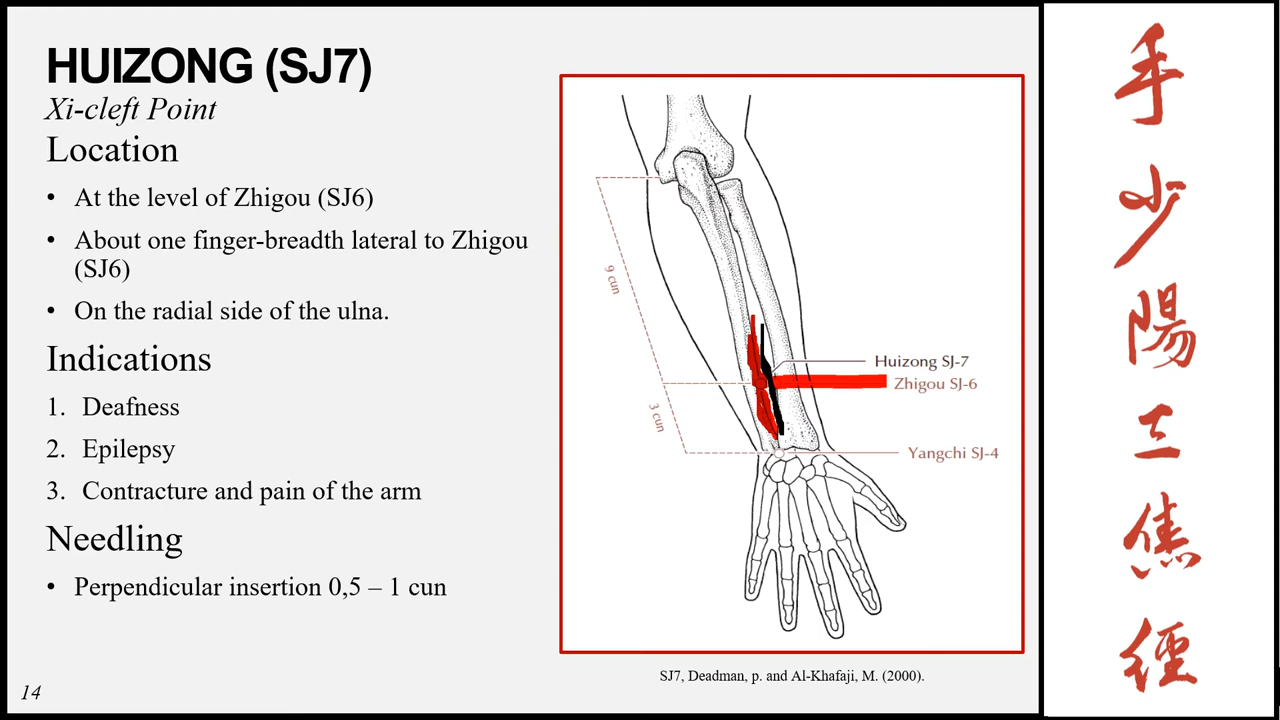 HUIZONG (SJ7)
Xi-cleft Point
Location
• At the level of Zhigou (SJ6)
• About one finger-breadth lateral to Zhigou
(SJ6)
• On the radial side of the ulna.
Indications
1. Deafness
2. Epilepsy
3. Contracture and pain of the arm
Needling
• Perpendicular insertion 0,5 – 1 cun
14
9 cun
3 cun
Huizong SJ-7
Zhigou SJ-6
Yangchi SJ-4
SJ7, Deadman, p. and Al-Khafaji, M. (2000).
手
少
陽
三
焦
經